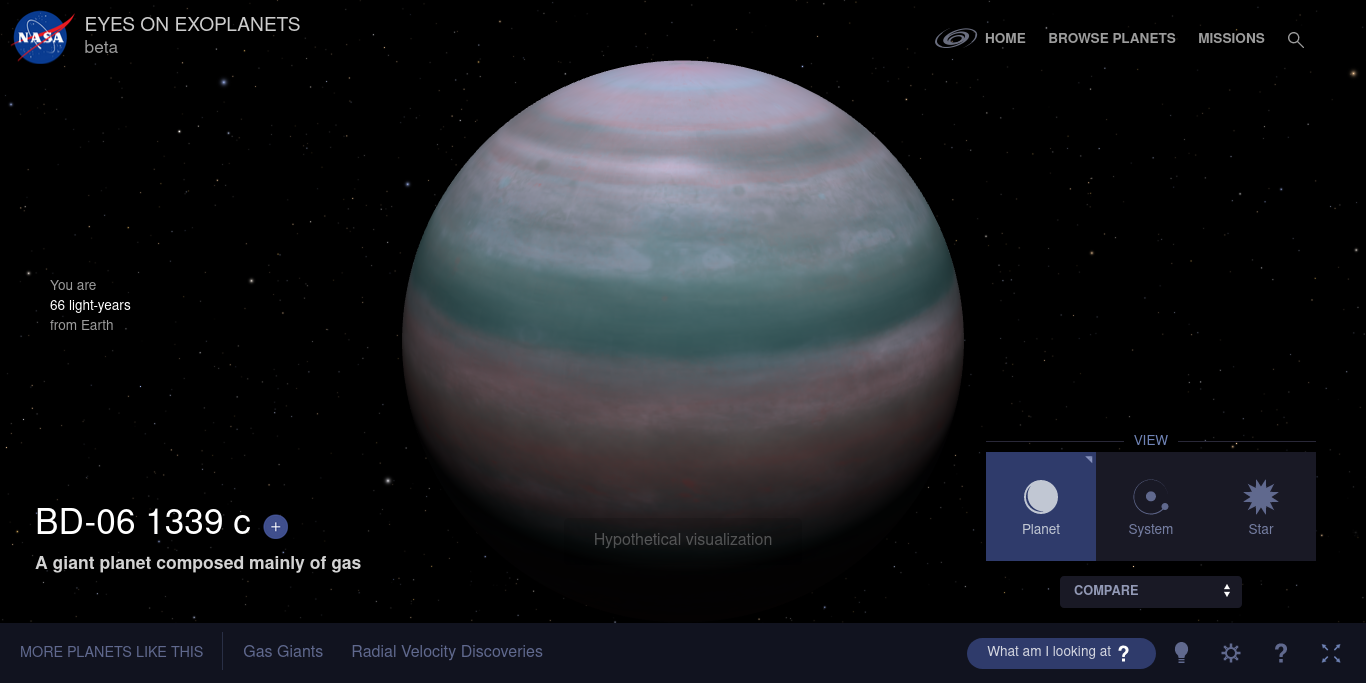 NASA
EYES ON EXOPLANETS
beta
HOME
BROWSE PLANETS
MISSIONS
You are
66 light-years
from Earth
VIEW
Planet
System
Star
BD-06 1339 c +
A giant planet composed mainly of gas
Hypothetical visualization
COMPARE
MORE PLANETS LIKE THIS
Gas Giants
Radial Velocity Discoveries
What am I looking at ?
?